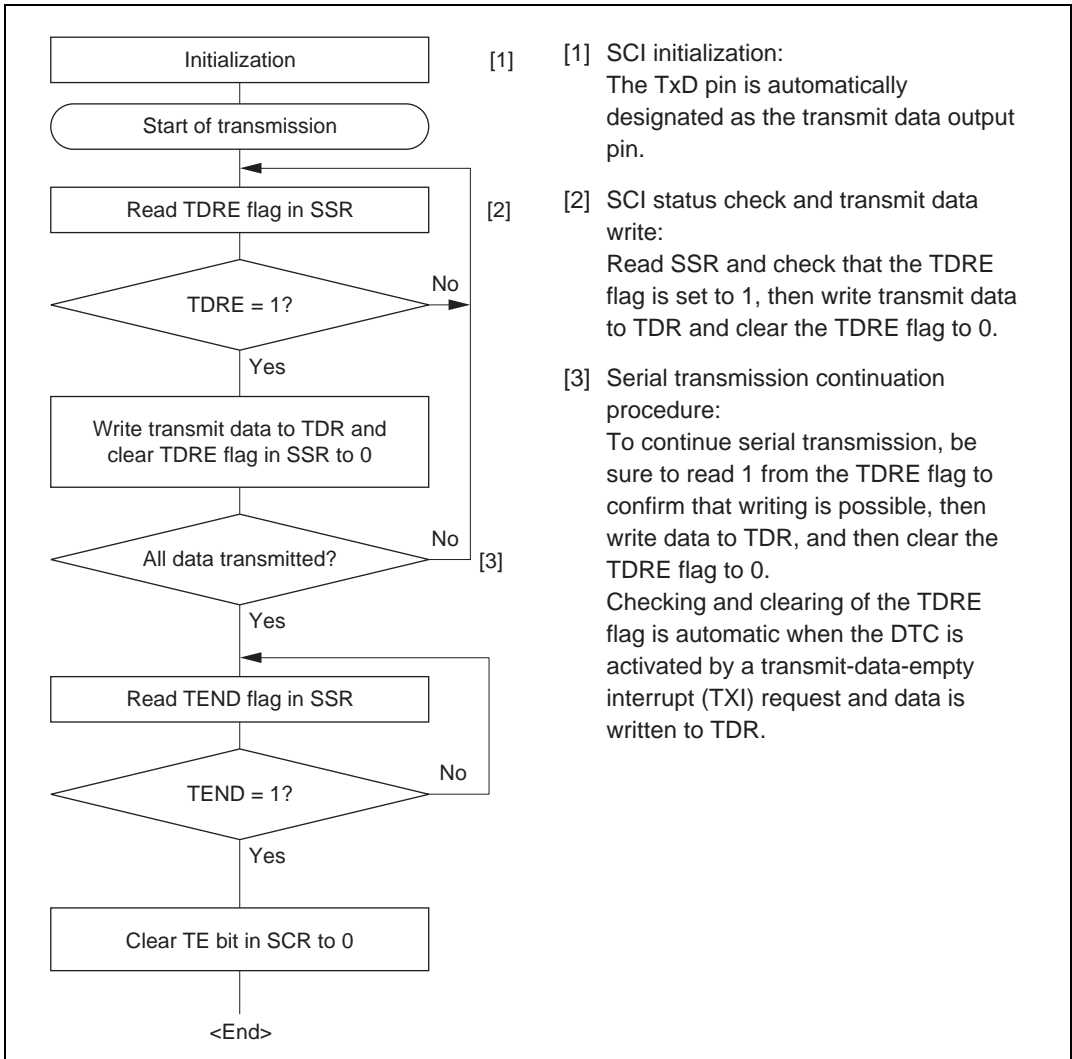 Initialization
[1]
Start of transmission
Read TDRE flag in SSR
[2]
No
TDRE = 1?
Yes
Write transmit data to TDR and
clear TDRE flag in SSR to 0
No
All data transmitted?
[3]
Yes
Read TEND flag in SSR
No
TEND = 1?
Yes
Clear TE bit in SCR to 0
<End>
[1] SCI initialization:
The TxD pin is automatically
designated as the transmit data output
pin.
[2] SCI status check and transmit data
write:
Read SSR and check that the TDRE
flag is set to 1, then write transmit data
to TDR and clear the TDRE flag to 0.
[3] Serial transmission continuation
procedure:
To continue serial transmission, be
sure to read 1 from the TDRE flag to
confirm that writing is possible, then
write data to TDR, and then clear the
TDRE flag to 0.
Checking and clearing of the TDRE
flag is automatic when the DTC is
activated by a transmit-data-empty
interrupt (TXI) request and data is
written to TDR.